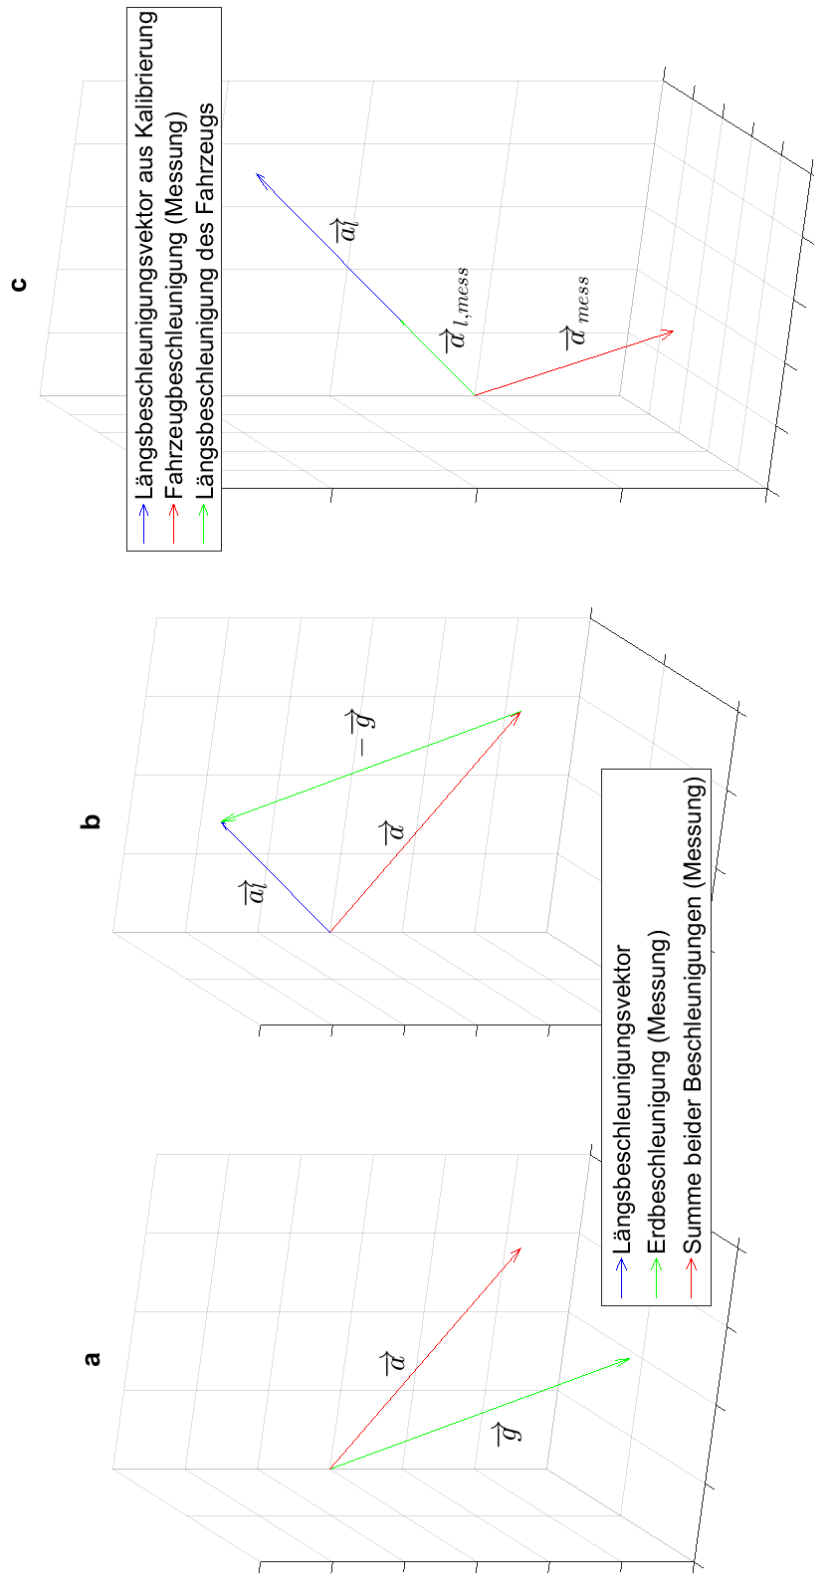 a
b
c
a⃗
g⃗
a⃗l
−g⃗
a⃗
Längsbeschleunigungsvektor
Erdbeschleunigung (Messung)
Summe beider Beschleunigungen (Messung)
Längsbeschleunigungsvektor aus Kalibrierung
Fahrzeugbeschleunigung (Messung)
Längsbeschleunigung des Fahrzeugs
a⃗l
a⃗ l,mess
a⃗ mess